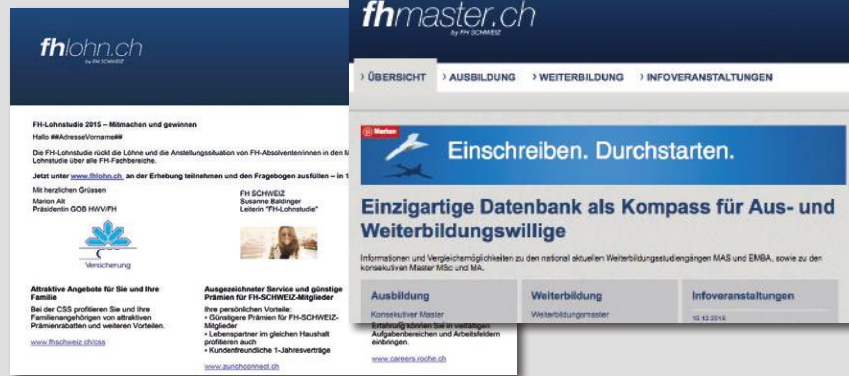 fhlohn.ch
by FH SCHWEIZ
FH-Lohnstudie 2015 – Mitmachen und gewinnen
Hallo ##AdresseVorname##
Die FH-Lohnstudie rückt die Löhne und die Anstellungssituation von FH-Absolventen/innen in den M
Lohnstudie über alle FH-Fachbereiche.
Jetzt unter www.fhlohn.ch an der Erhebung teilnehmen und den Fragebogen ausfüllen – in 1
Mit herzlichen Grüssen
Marion Alt
Präsidentin GOB HWV/FH
FH SCHWEIZ
Susanne Baldinger
Leiterin "FH-Lohnstudie"
Versicherung
Attraktive Angebote für Sie und Ihre
Familie
Bei der CSS profitieren Sie und Ihre
Familienangehörigen von attraktiven
Prämienrabatten und weiteren Vorteilen.
www.fhschweiz.ch/css
Ausgezeichneter Service und günstige
Prämien für FH-SCHWEIZ-Mitglieder
Ihre persönlichen Vorteile:
• Günstigere Prämien für FH-SCHWEIZ-
Mitglieder
• Lebenspartner im gleichen Haushalt
profitieren auch
• Kundenfreundliche 1-Jahresverträge
www.zurichconnect.ch
Erfahrung können Sie in vielfältigen
Aufgabenbereichen und Arbeitsfeldern
einbringen.
www.careers.roche.ch
fhmaster.ch
by FH SCHWEIZ
› ÜBERSICHT › AUSBILDUNG › WEITERBILDUNG › INFOVERANSTALTUNGEN
Merken
Einschreiben. Durchstarten.
Einzigartige Datenbank als Kompass für Aus- und
Weiterbildungswillige
Informationen und Vergleichsmöglichkeiten zu den national aktuellen Weiterbildungsstudiengängen MAS und EMBA, sowie zu den
konsekutiven Master MSc und MA.
Ausbildung
Konsekutiver Master
Weiterbildung
Weiterbildungsmaster
Infoveranstaltungen